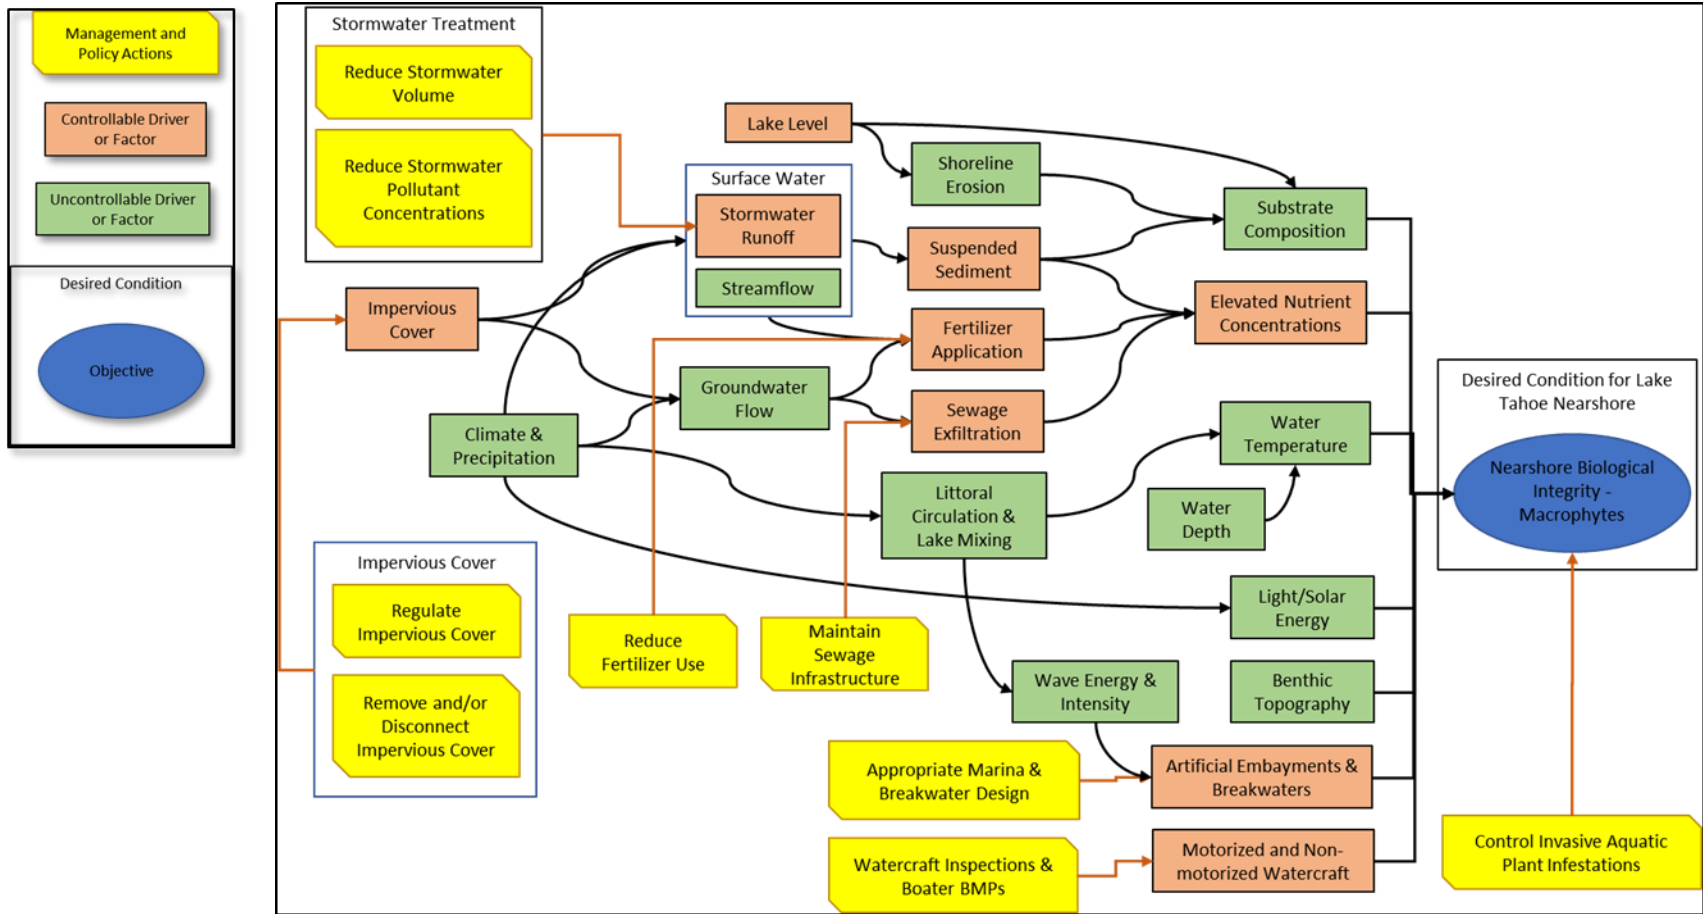 Management and
Policy Actions
Controllable Driver
or Factor
Uncontrollable Driver
or Factor
Desired Condition
Objective
Stormwater Treatment
Reduce Stormwater
Volume
Reduce Stormwater
Pollutant
Concentrations
Impervious
Cover
Climate &
Precipitation
Impervious Cover
Regulate
Impervious Cover
Remove and/or
Disconnect
Impervious Cover
Surface Water
Stormwater
Runoff
Streamflow
Groundwater
Flow
Reduce
Fertilizer Use
Maintain
Sewage
Infrastructure
Lake Level
Shoreline
Erosion
Suspended
Sediment
Fertilizer
Application
Sewage
Exfiltration
Littoral
Circulation &
Lake Mixing
Wave Energy &
Intensity
Appropriate Marina &
Breakwater Design
Watercraft Inspections &
Boater BMPs
Substrate
Composition
Elevated Nutrient
Concentrations
Water
Temperature
Water
Depth
Light/Solar
Energy
Benthic
Topography
Artificial Embayments &
Breakwaters
Motorized and Non-
motorized Watercraft
Desired Condition for Lake
Tahoe Nearshore
Nearshore Biological
Integrity -
Macrophytes
Control Invasive Aquatic
Plant Infestations